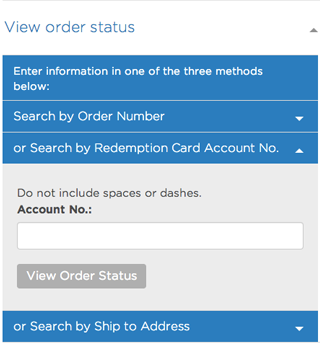 View order status
Enter information in one of the three methods
below:
Search by Order Number
or Search by Redemption Card Account No.
Do not include spaces or dashes.
Account No.:
View Order Status
or Search by Ship to Address